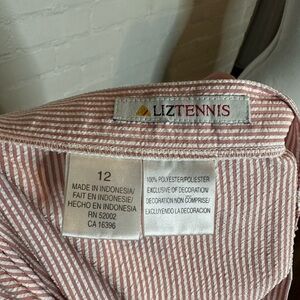 LIZTENNIS
12
MADE IN INDONESIA/
FAIT EN INDONESIE/
HECHO EN INDONESIA
RN 52002
CA 16396
100% POLYESTER/POLIESTER
EXCLUSIVE OF DECORATION/
DECORATION NON COMPRISE/
EXCLUYENDO LA DECORACION